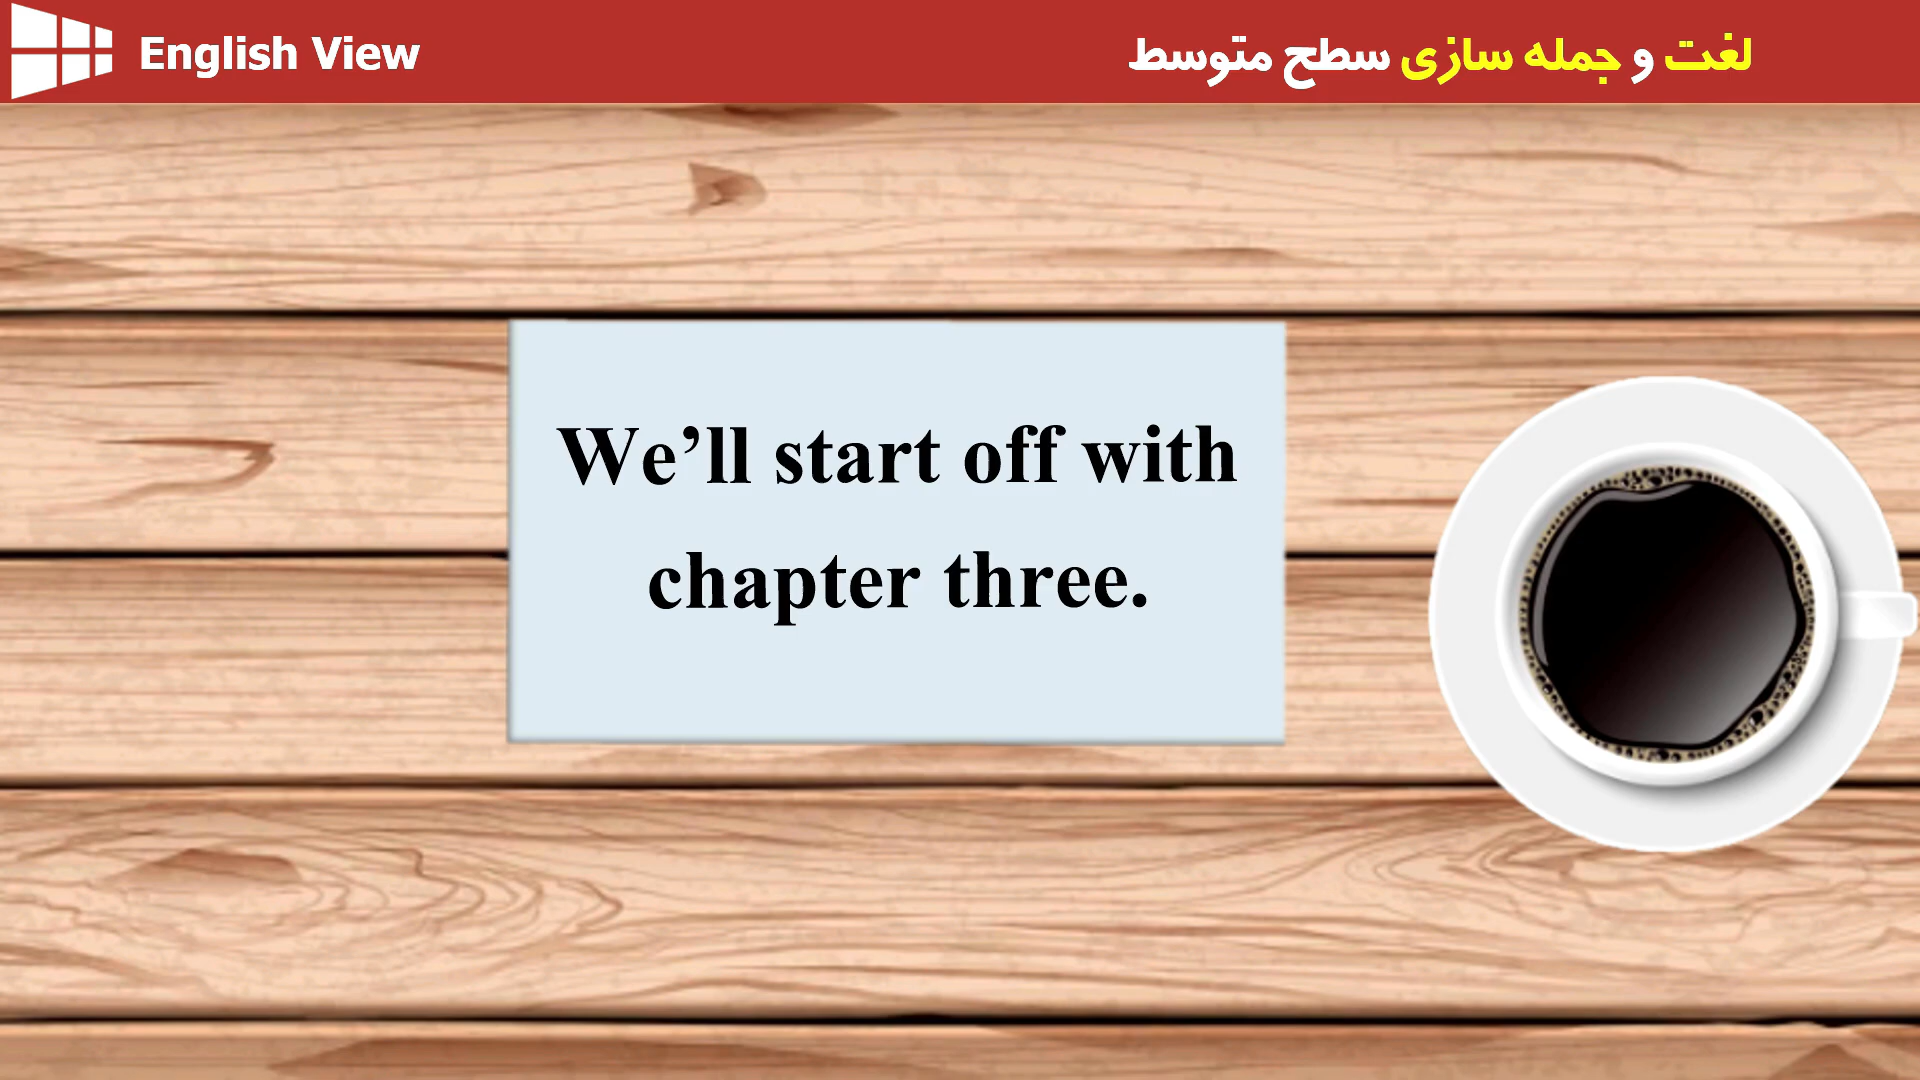 English View
لغت و جمله سازی سطح متوسط
We’ll start off with
chapter three.